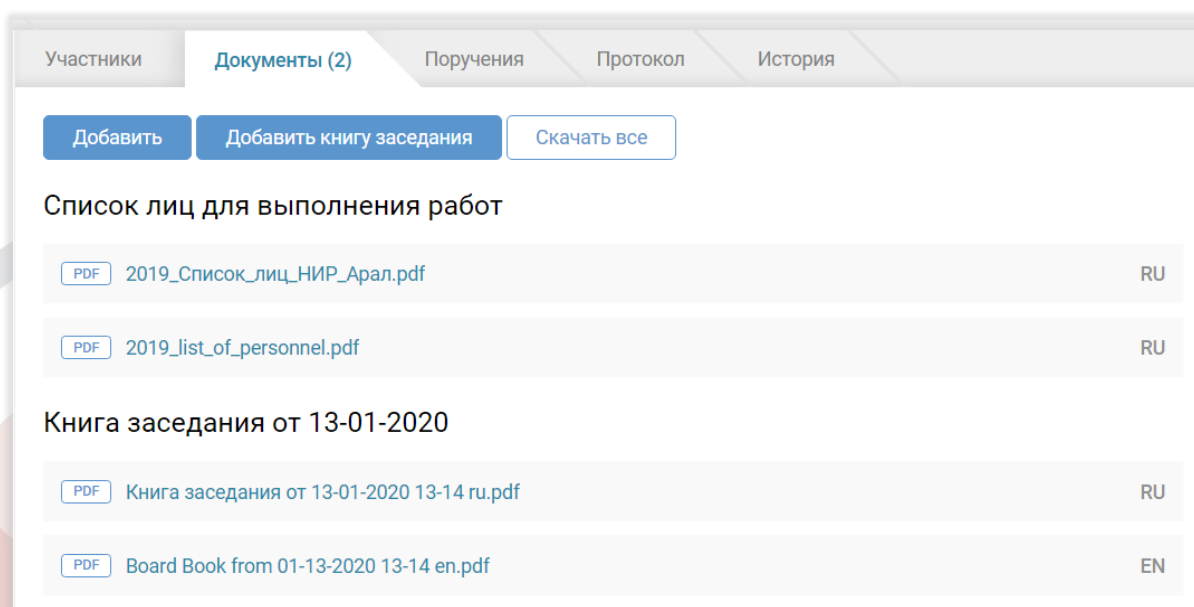 Участники Документы (2) Поручения Протокол История
Добавить Добавить книгу заседания Скачать все
Список лиц для выполнения работ
PDF 2019_Список_лиц_НИР_Арал.pdf RU
PDF 2019_list_of_personnel.pdf RU
Книга заседания от 13-01-2020
PDF Книга заседания от 13-01-2020 13-14 ru.pdf RU
PDF Board Book from 01-13-2020 13-14 en.pdf EN